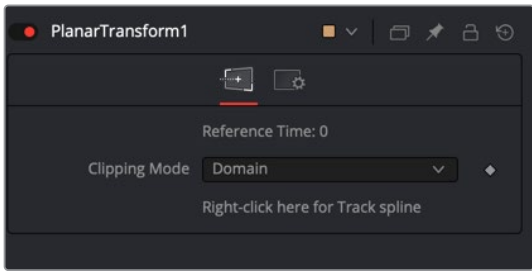 PlanarTransform1
Reference Time: 0
Clipping Mode Domain
Right-click here for Track spline